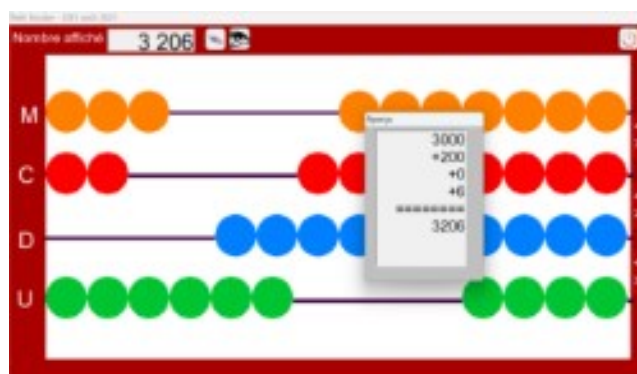 Nombre affiché 3 206
M
C
D
U
3000
+200
+0
+6
========
3206